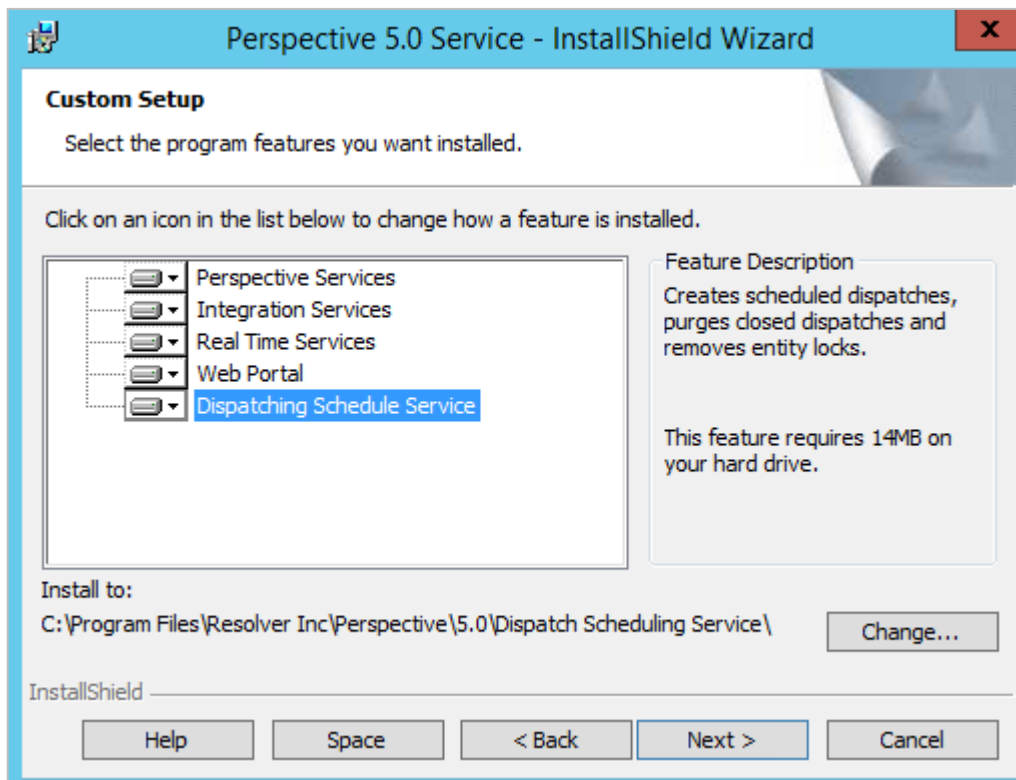 Perspective 5.0 Service - InstallShield Wizard
x
Custom Setup
Select the program features you want installed.
Click on an icon in the list below to change how a feature is installed.
Perspective Services
Integration Services
Real Time Services
Web Portal
Dispatching Schedule Service
Feature Description
Creates scheduled dispatches,
purges closed dispatches and
removes entity locks.
This feature requires 14MB on
your hard drive.
Install to:
C:\Program Files\Resolver Inc\Perspective\5.0\Dispatch Scheduling Service\
Change...
InstallShield
Help
Space
< Back
Next >
Cancel